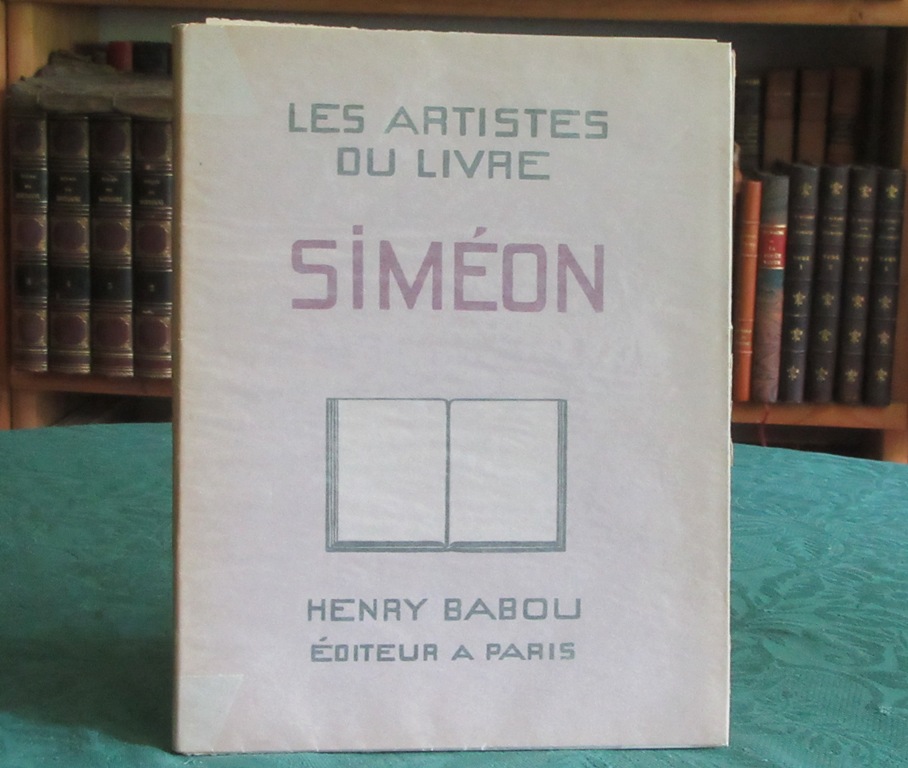 LES ARTISTES
DU LIVRE
SiMÉON
HENRY BABOU
ÉDITEUR A PARIS